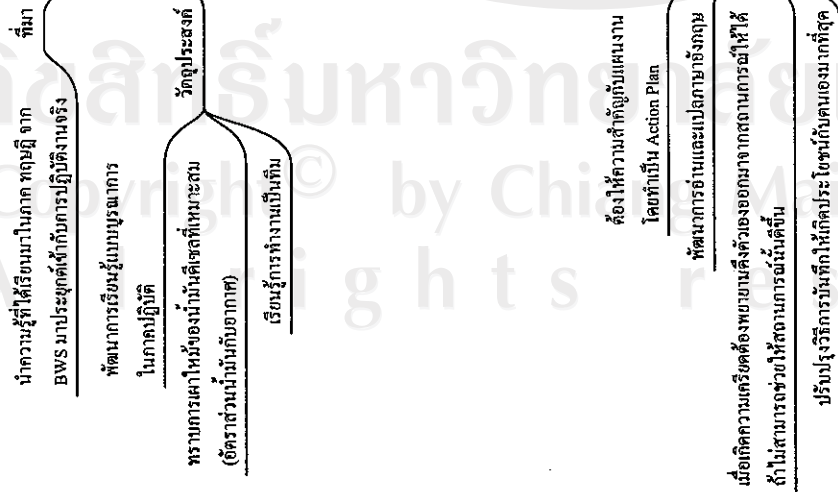 ที่มา
นำความรู้ที่ได้เรียนมาในภาค ทฤษฎี จาก
BWS มาประยุกต์เข้ากับการปฏิบัติงานจริง
วัตถุประสงค์
พัฒนาการเรียนรู้แบบบูรณาการ
ในภาคปฏิบัติ
ทราบการเผาไหม้ของน้ำมันดีเซลที่เหมาะสม
(อัตราส่วนน้ำมันกับอากาศ)
เรียนรู้การทำงานเป็นทีม
ต้องให้ความสำคัญกับแผนงาน
โดยทำเป็น Action Plan
พัฒนาการอ่านและแปลภาษาอังกฤษ
เมื่อเกิดความเครียดต้องพยายามดึงตัวเองออกมาจากสถานการณ์ให้ได้
ถ้าไม่สามารถช่วยให้สถานการณ์นั้นดีขึ้น
ปรับปรุงวิธีการบันทึกให้เกิดประโยชน์กับตนเองมากที่สุด
ลิขสิทธิ์มหาวิทยาลัย
Copyright © by Chiang Ma
rights r e s